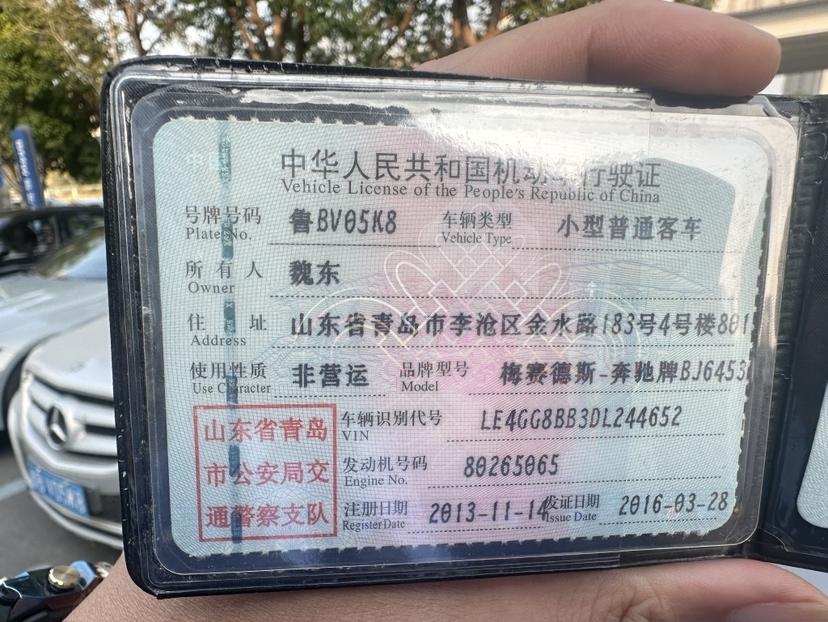 中华人民共和国机动车行驶证
Vehicle License of the People's Republic of China
号牌号码 鲁BV05K8 车辆类型 小型普通客车
Plate No. Vehicle Type
所有人 魏东
Owner
住址 山东省青岛市李沧区金水路183号4号楼801
Address
使用性质 非营运 品牌型号 梅赛德斯-奔驰牌BJ6453
Use Character Model
山东省青岛 车辆识别代号 LE4GG8BB3DL244652
VIN
市公安局交 发动机号码 80265065
Engine No.
通警察支队 注册日期 2013-11-14 发证日期 2016-03-28
Register Date Issue Date